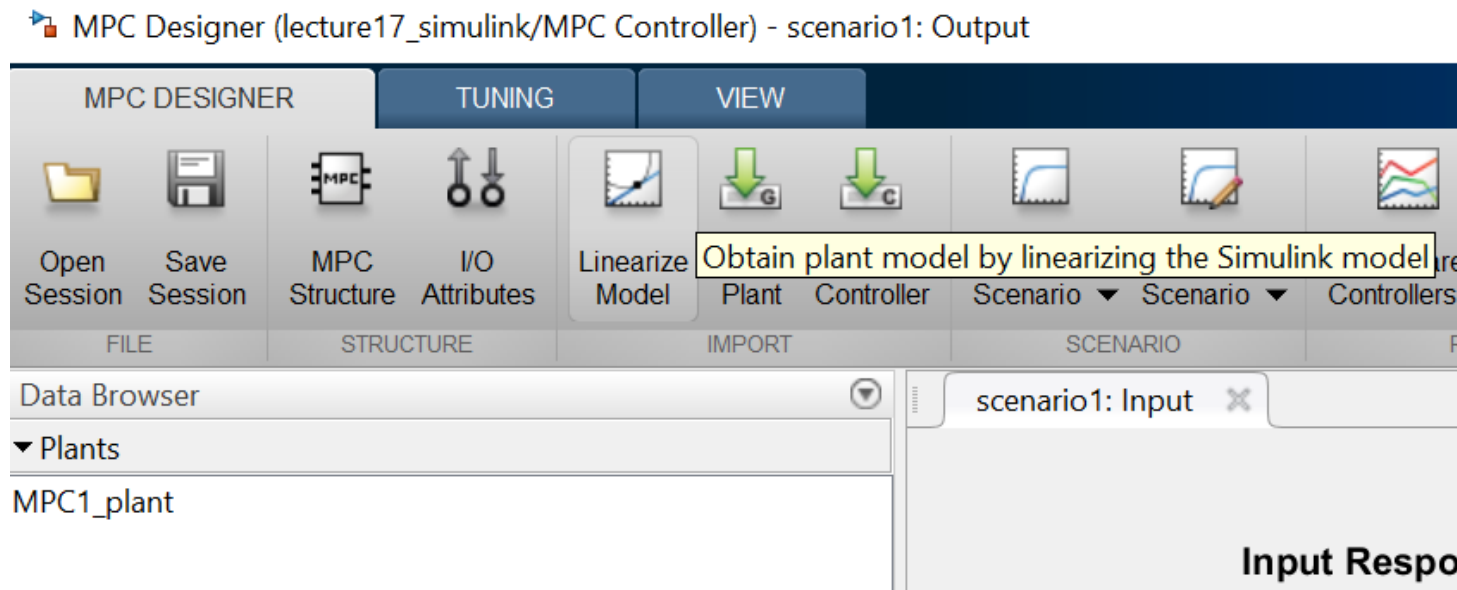 MPC Designer (lecture17_simulink/MPC Controller) - scenario1: Output
MPC DESIGNER TUNING VIEW
MPC G C
Obtain plant model by linearizing the Simulink model
Open Save MPC I/O Linearize
Session Session Structure Attributes Model Plant Controller Scenario Scenario Controllers
FILE STRUCTURE IMPORT SCENARIO
Data Browser
scenario1: Input
Plants
MPC1_plant
Input Respo